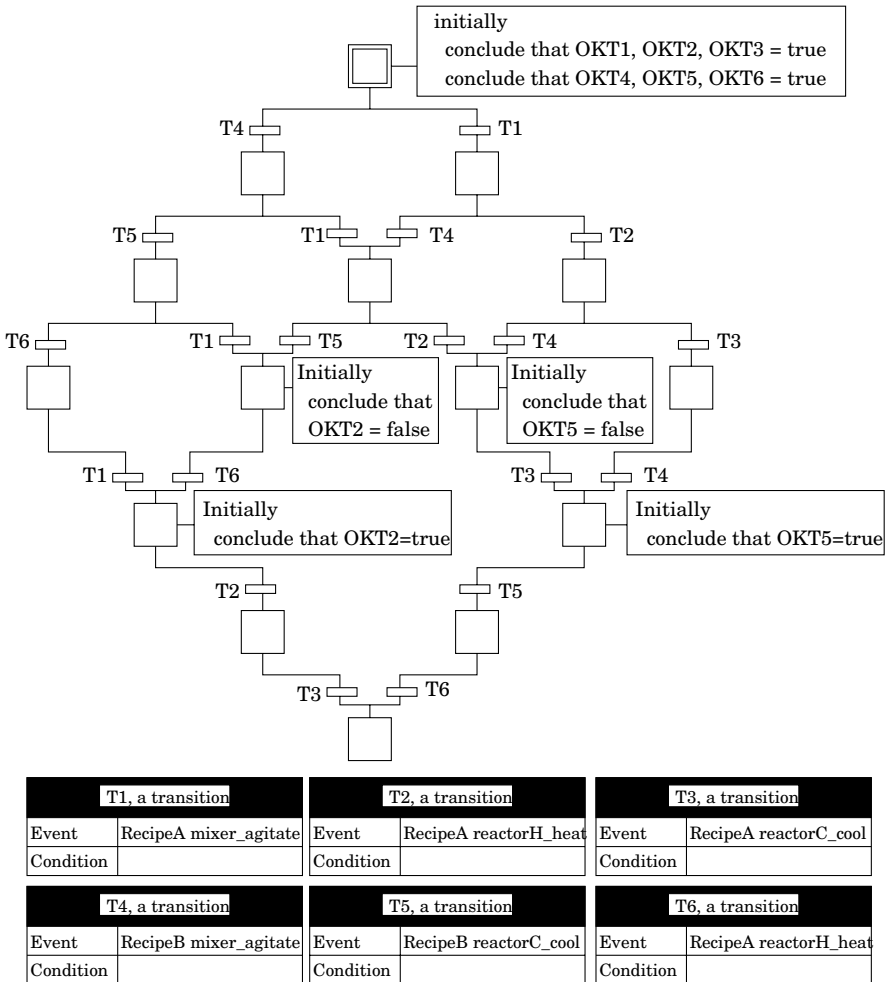 initially
conclude that OKT1, OKT2, OKT3 = true
conclude that OKT4, OKT5, OKT6 = true
T4
T1
T5
T1
T4
T2
T6
T1
T5
T2
T4
T3
Initially
conclude that
OKT2 = false
Initially
conclude that
OKT5 = false
T1
T6
T3
T4
Initially
conclude that OKT2=true
Initially
conclude that OKT5=true
T2
T5
T3
T6
T1, a transition
Event RecipeA mixer_agitate
Condition
T2, a transition
Event RecipeA reactorH_heat
Condition
T3, a transition
Event RecipeA reactorC_cool
Condition
T4, a transition
Event RecipeB mixer_agitate
Condition
T5, a transition
Event RecipeB reactorC_cool
Condition
T6, a transition
Event RecipeA reactorH_heat
Condition